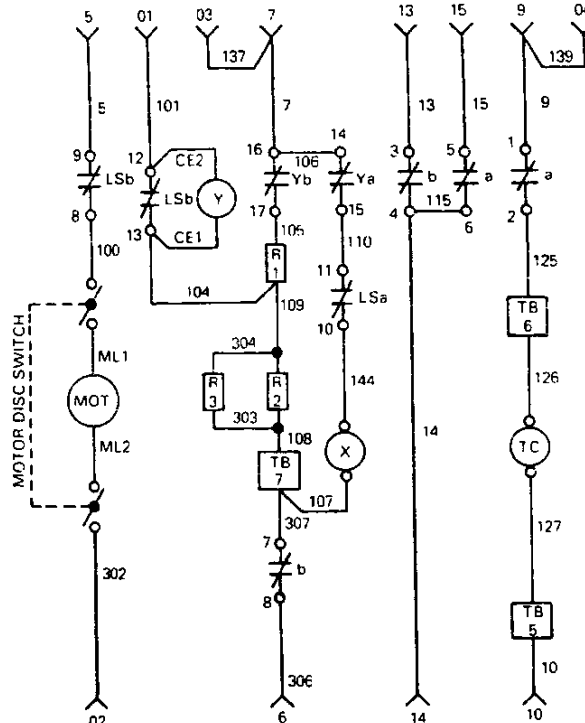 5 01 03 7 13 15 9 04
137 139
5 101 7 13 15 9
9 12 CE2 16 106 14 3 5 1
LSb LSb Y Yb Ya b a a
8 13 CE1 17 15 4 115 6 2
100 104 105 110 125
R 1 11
109 LSa
10
TB 6
304
ML1 R 3 R 2 144 126
MOT 303
MOTOR DISC SWITCH
ML2 108 X TC
TB 7 14
107
307 127
7
302 b
8
TB 5
306 10
02 6 14 10